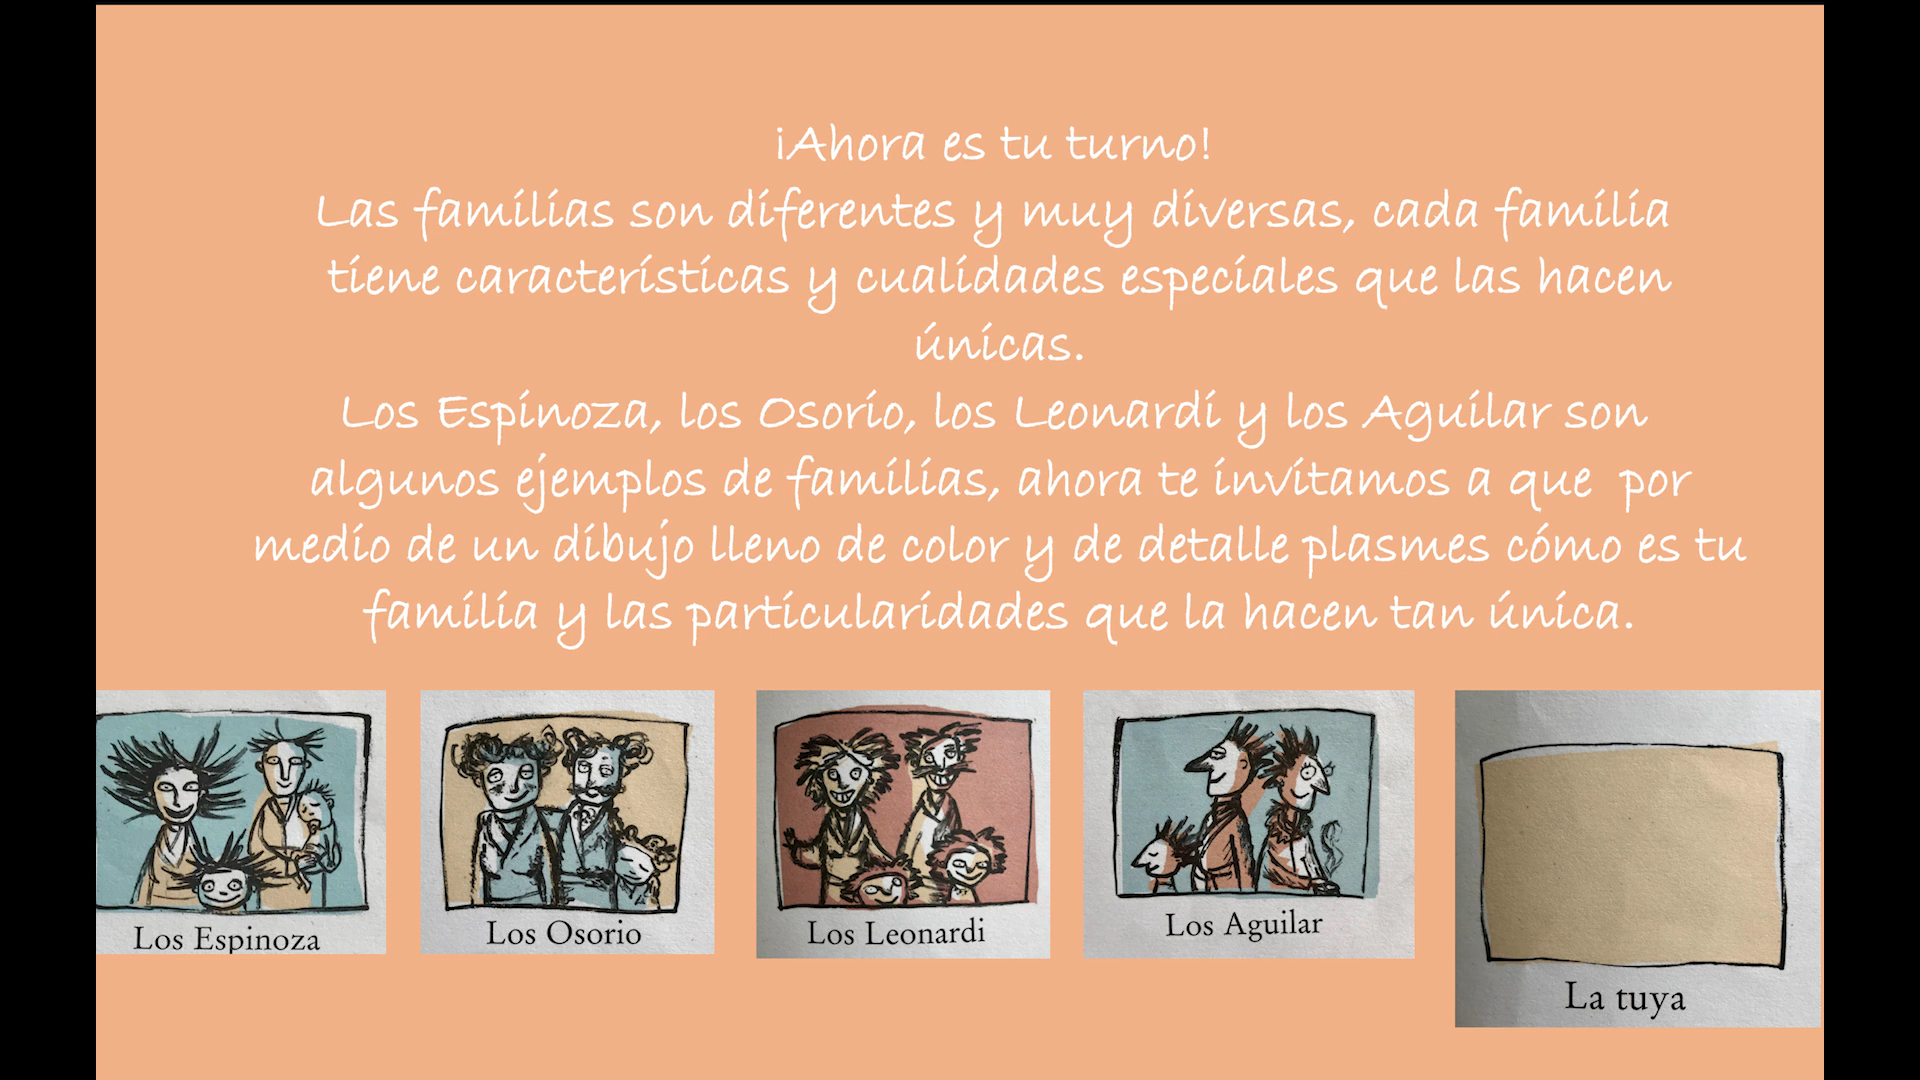 ¡Ahora es tu turno!
Las familias son diferentes y muy diversas, cada familia
tiene características y cualidades especiales que las hacen
únicas.
Los Espinoza, los Osorio, los Leonardi y los Aguilar son
algunos ejemplos de familias, ahora te invitamos a que por
medio de un dibujo lleno de color y de detalle plasmes cómo es tu
familia y las particularidades que la hacen tan única.
Los Espinoza
Los Osorio
Los Leonardi
Los Aguilar
La tuya